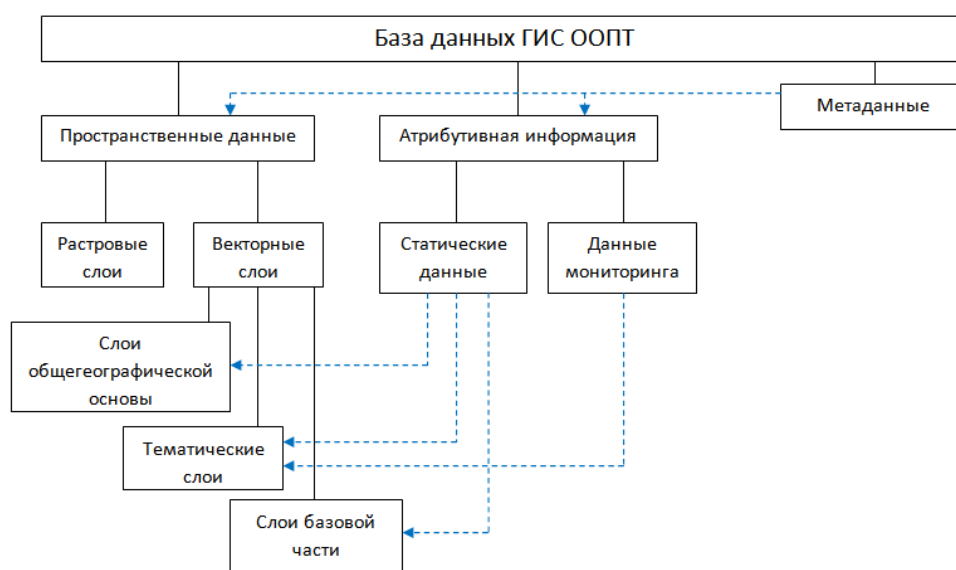 База данных ГИС ООПТ
Метаданные
Пространственные данные
Атрибутивная информация
Растровые
слои
Векторные
слои
Статические
данные
Данные
мониторинга
Слои
общегеографической
основы
Тематические
слои
Слои базовой
части